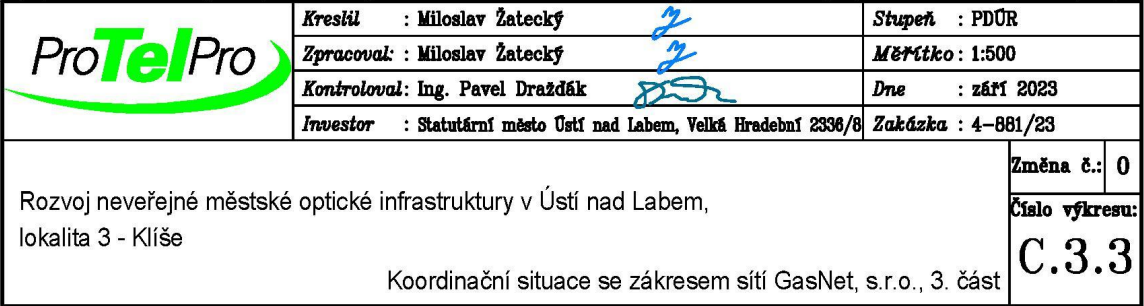 ProTelPro
Kreslil : Miloslav Žatecký
Stupeň : PDÚR
Zpracoval: : Miloslav Žatecký
Měřítko: 1:500
Kontroloval: Ing. Pavel Draždák
Dne : září 2023
Investor : Statutární město Ústí nad Labem, Velká Hradební 2336/8
Zakázka : 4-881/23
Změna č.: 0
Rozvoj neveřejné městské optické infrastruktury v Ústí nad Labem,
lokalita 3 - Klíše
Číslo výkresu:
C.3.3
Koordinační situace se zákresem sítí GasNet, s.r.o., 3. část